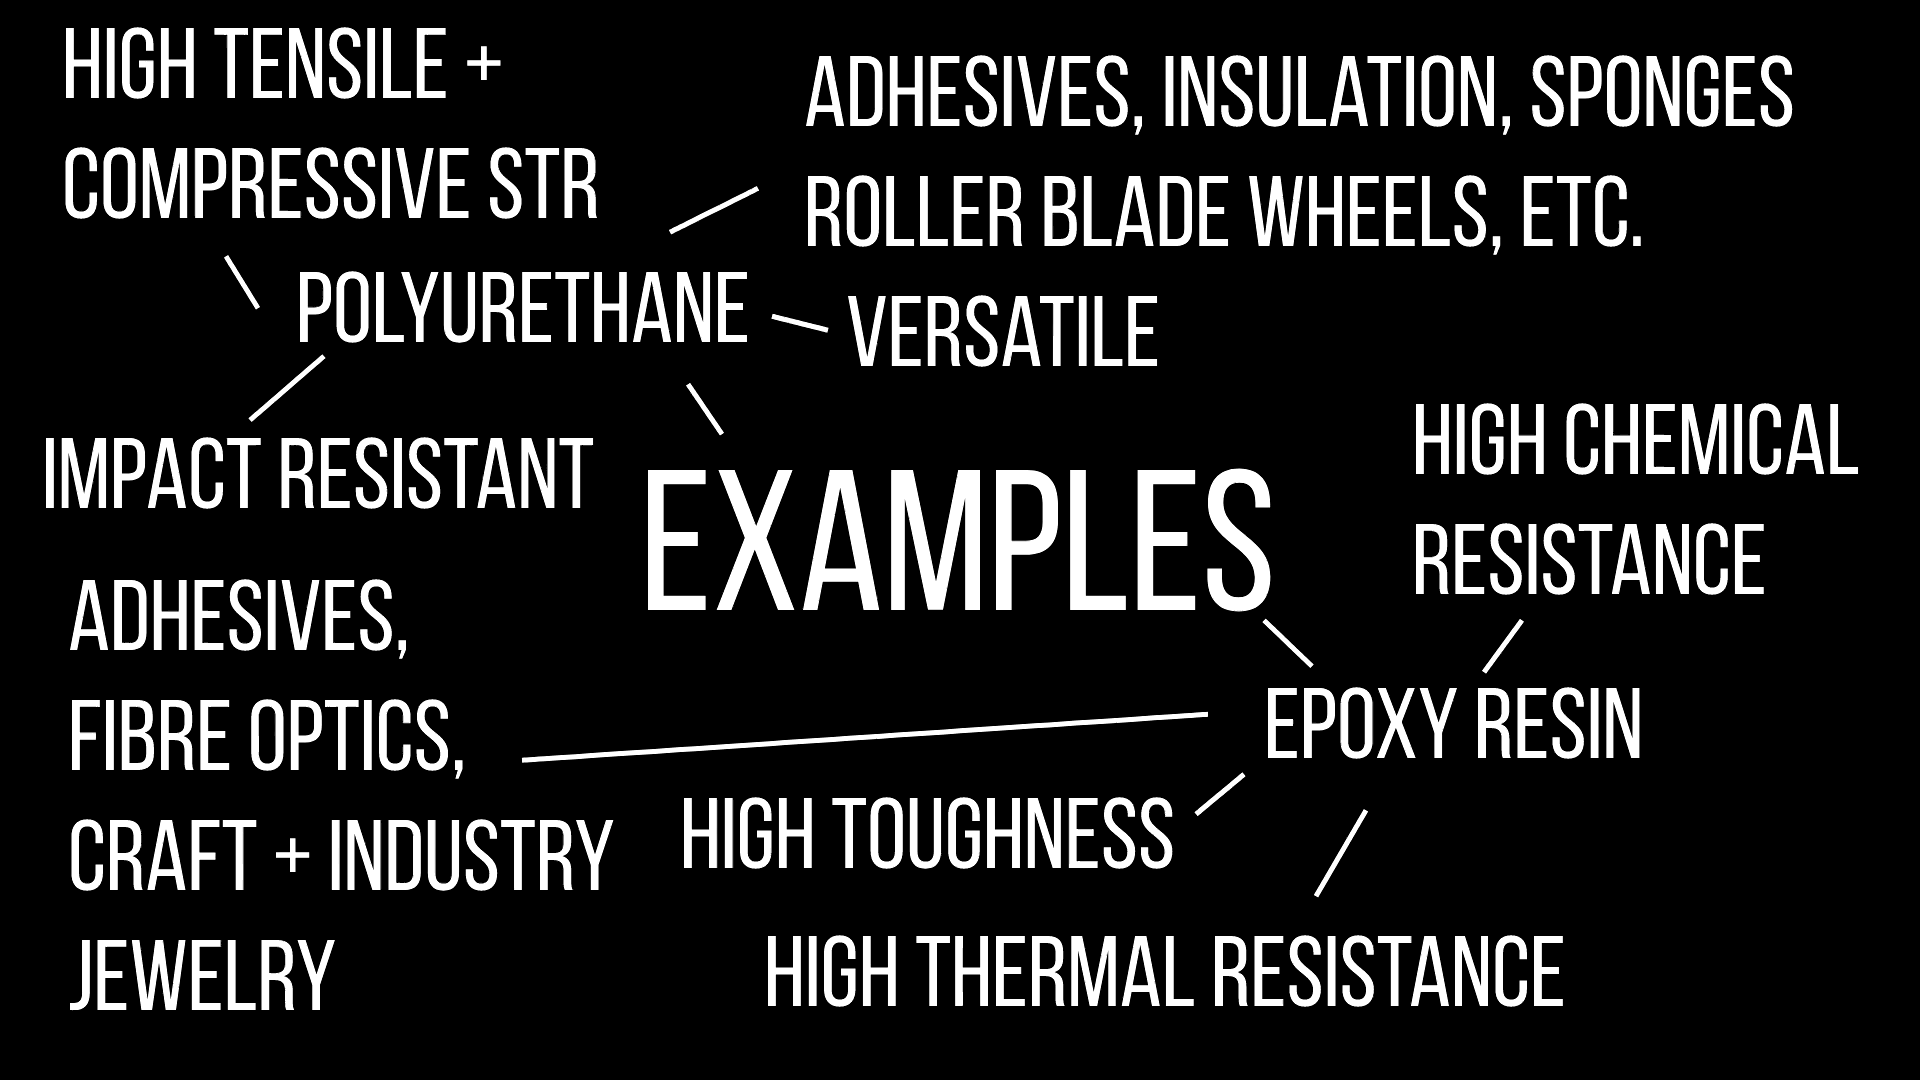 HIGH TENSILE +
COMPRESSIVE STR
ADHESIVES, INSULATION, SPONGES
ROLLER BLADE WHEELS, ETC.
POLYURETHANE
VERSATILE
IMPACT RESISTANT
EXAMPLES
HIGH CHEMICAL
RESISTANCE
ADHESIVES,
FIBRE OPTICS,
CRAFT + INDUSTRY
JEWELRY
EPOXY RESIN
HIGH TOUGHNESS
HIGH THERMAL RESISTANCE